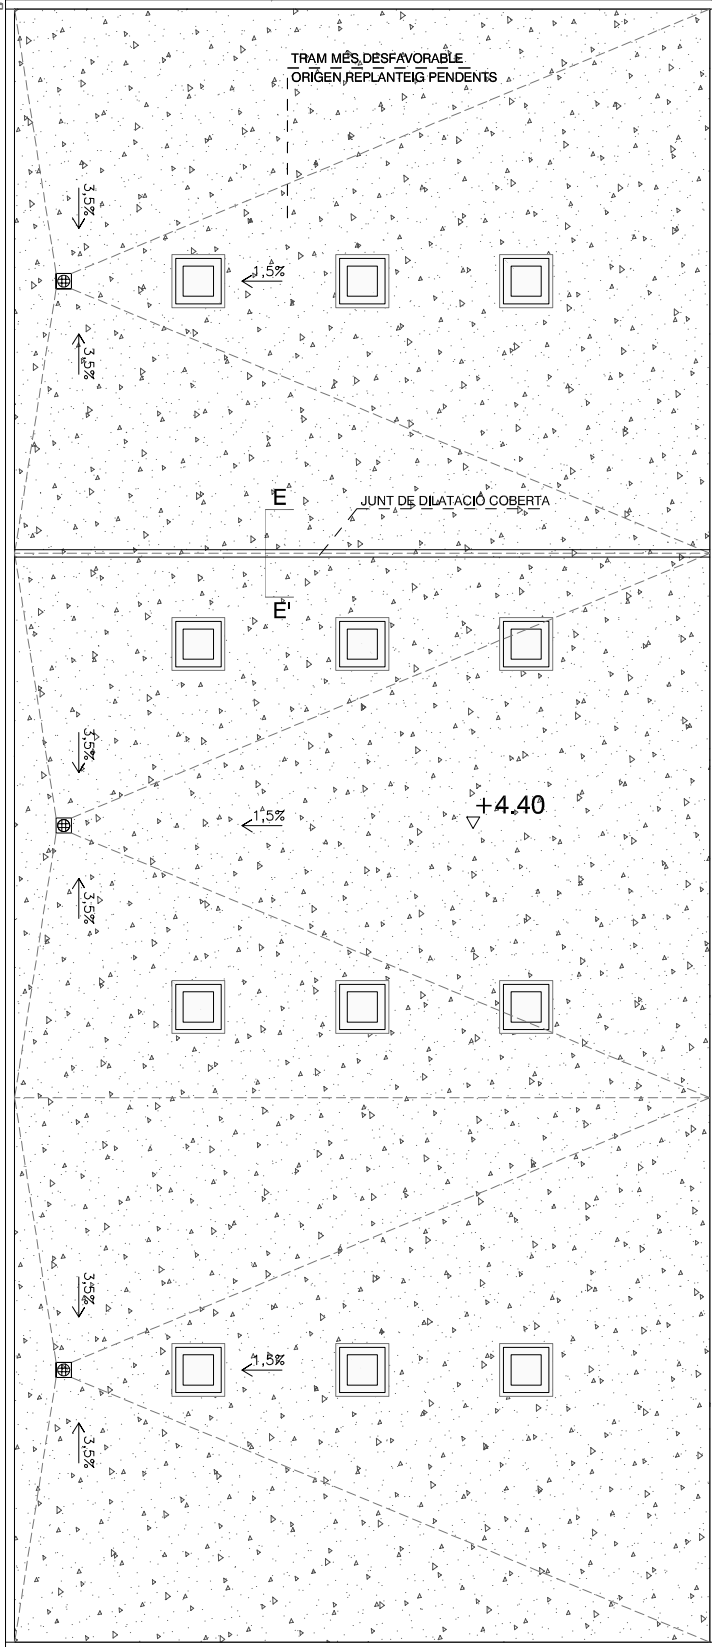 TRAM MÉS DESFAVORABLE
ORIGEN REPLANTEIG PENDENTS
3,5%
1,5%
3,5%
E
JUNT DE DILATACIÓ COBERTA
E'
3,5%
+4.40
1,5%
3,5%
3,5%
1,5%
3,5%